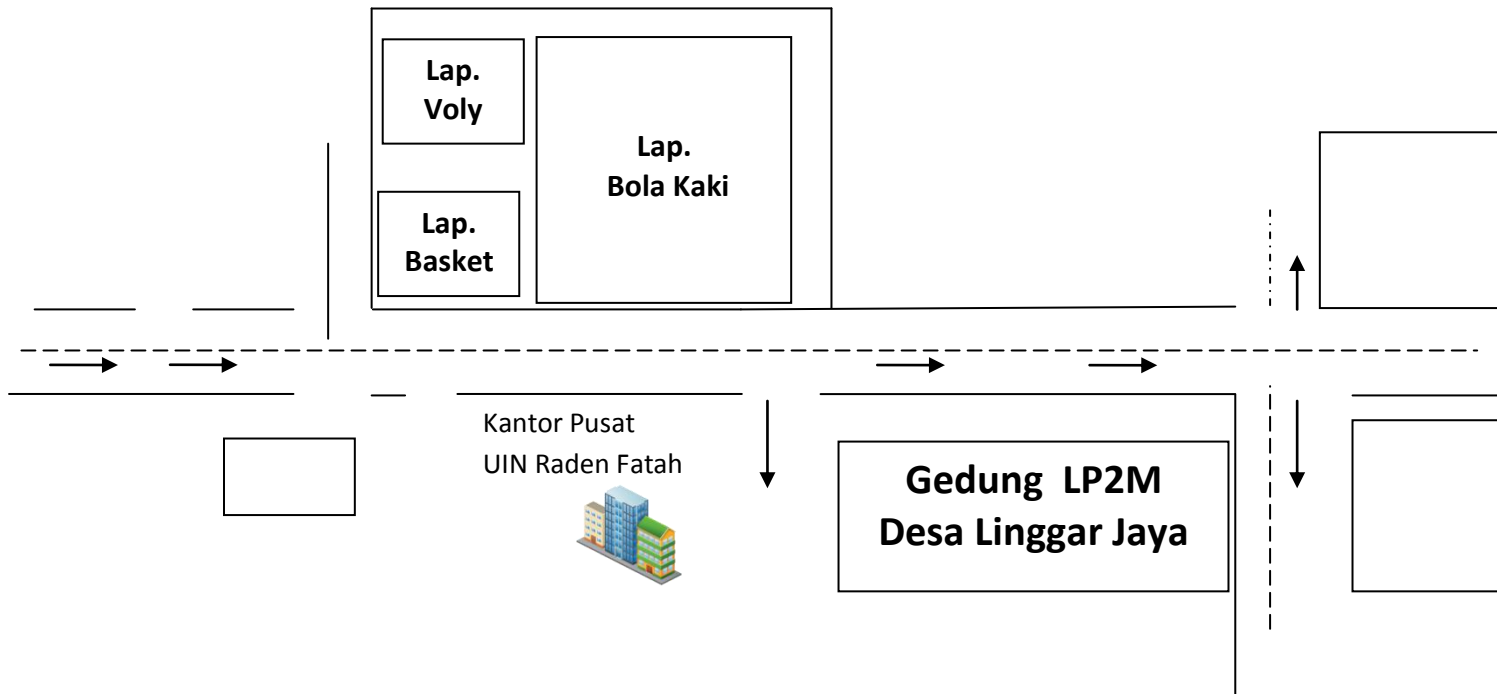 Lap.
Voly
Lap.
Bola Kaki
Lap.
Basket
Kantor Pusat
UIN Raden Fatah
Gedung LP2M
Desa Linggar Jaya